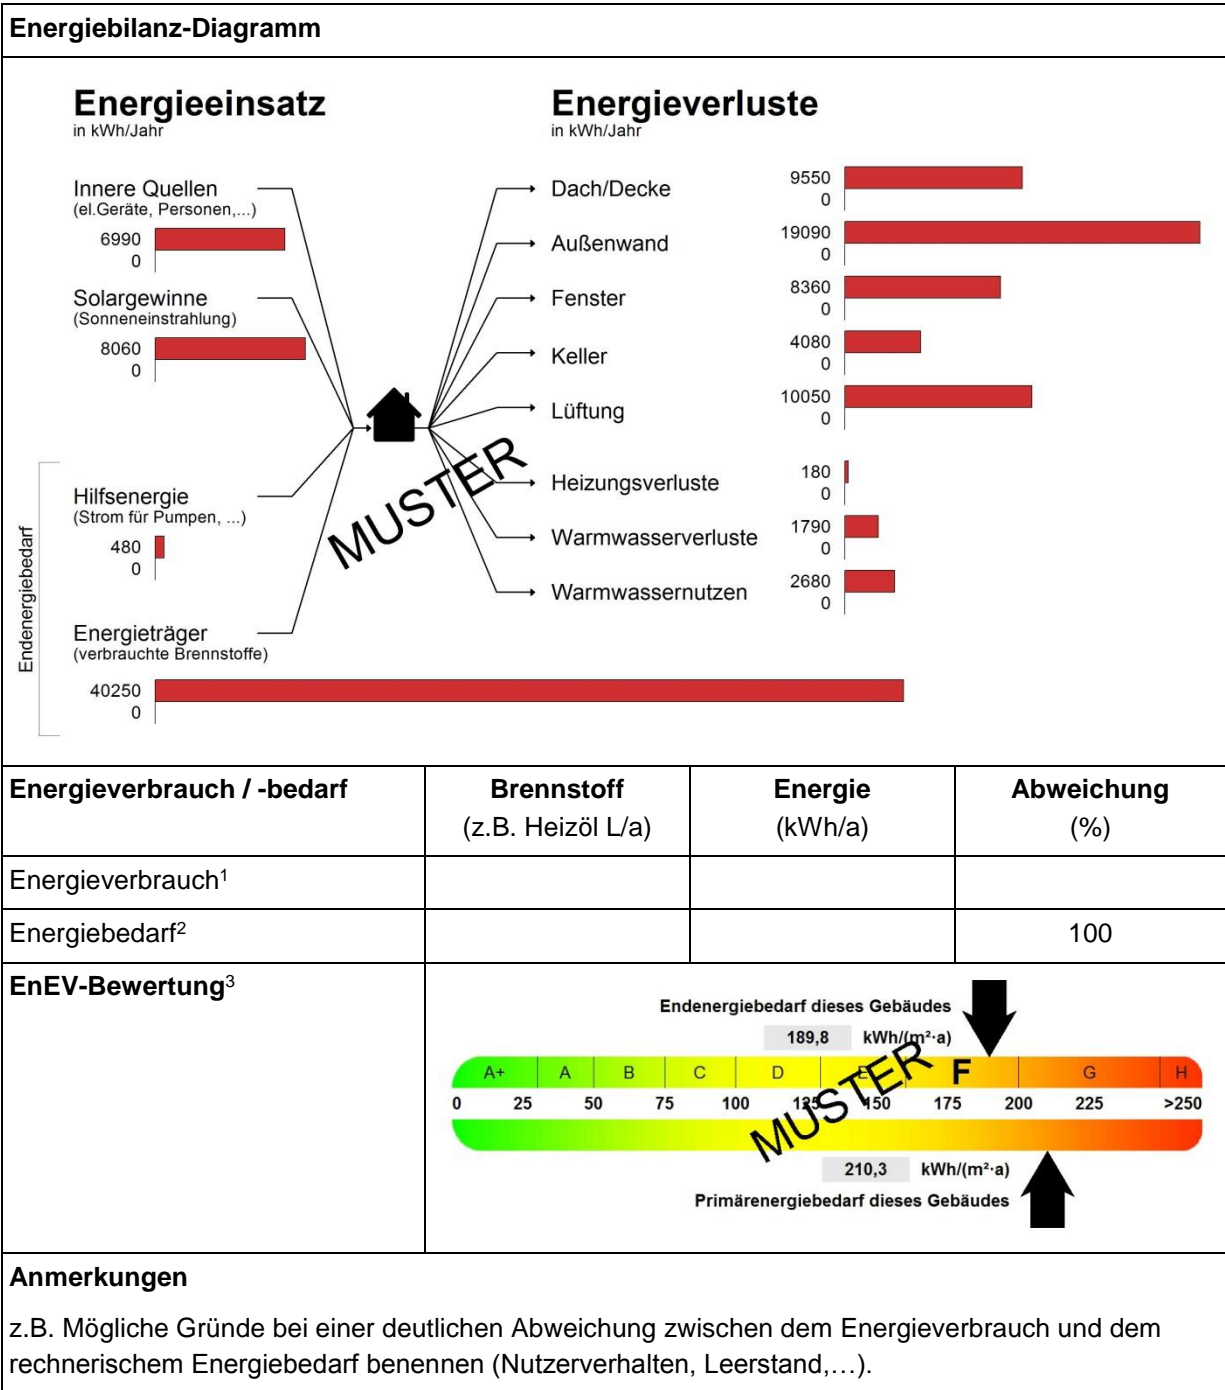 Energiebilanz-Diagramm
Energieeinsatz
in kWh/Jahr
Innere Quellen
(el.Geräte, Personen,...)
6990
0
Solargewinne
(Sonneneinstrahlung)
8060
0
Endenergiebedarf
Hilfsenergie
(Strom für Pumpen, ...)
480
0
Energieträger
(verbrauchte Brennstoffe)
40250
0
MUSTER
Energieverluste
in kWh/Jahr
Dach/Decke
9550
0
Außenwand
19090
0
Fenster
8360
0
Keller
4080
0
Lüftung
10050
0
Heizungsverluste
180
0
Warmwasserverluste
1790
0
Warmwassernutzen
2680
0
Energieverbrauch / -bedarf
Brennstoff
(z.B. Heizöl L/a)
Energie
(kWh/a)
Abweichung
(%)
Energieverbrauch¹
Energiebedarf²
100
EnEV-Bewertung³
Endenergiebedarf dieses Gebäudes
189,8 kWh/(m²·a)
A+ A B C D E F G H
0 25 50 75 100 125 150 175 200 225 >250
MUSTER
210,3 kWh/(m²·a)
Primärenergiebedarf dieses Gebäudes
Anmerkungen
z.B. Mögliche Gründe bei einer deutlichen Abweichung zwischen dem Energieverbrauch und dem
rechnerischem Energiebedarf benennen (Nutzerverhalten, Leerstand,…).